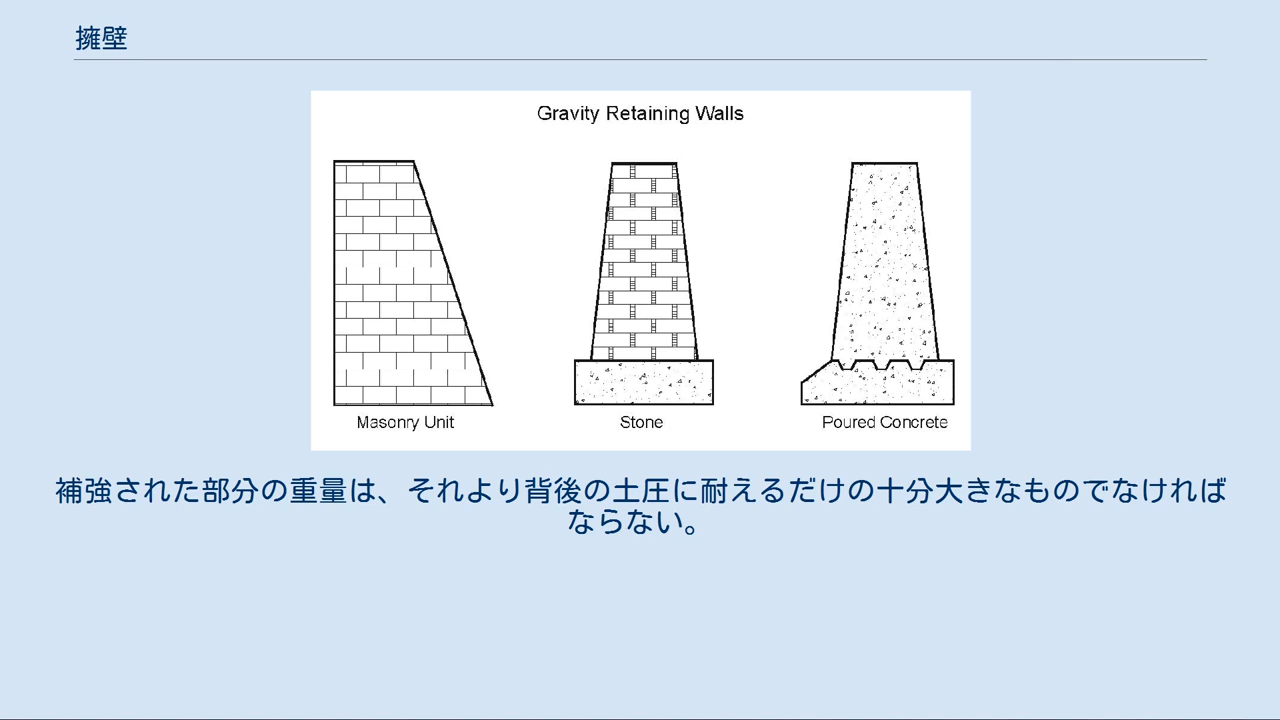 擁壁
Gravity Retaining Walls
Masonry Unit
Stone
Poured Concrete
補強された部分の重量は、それより背後の土圧に耐えるだけの十分大きなものでなければ
ならない。